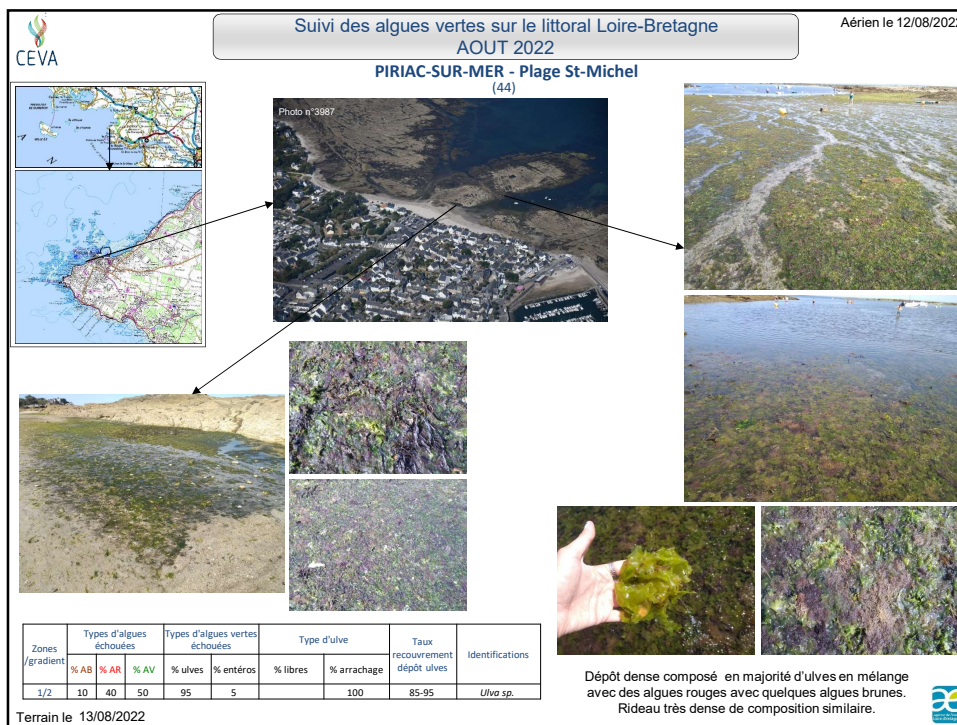 CEVA
Suivi des algues vertes sur le littoral Loire-Bretagne
AOUT 2022
Aérien le 12/08/2022
PIRIAC-SUR-MER - Plage St-Michel
(44)
Photo n°3987
Zones /gradient
Types d'algues échouées
Types d'algues vertes échouées
Type d'ulve
Taux recouvrement dépôt ulves
Identifications
% AB % AR % AV % ulves % entéros % libres % arrachage
1/2 10 40 50 95 5 100 85-95 Ulva sp.
Dépôt dense composé en majorité d'ulves en mélange
avec des algues rouges avec quelques algues brunes.
Rideau très dense de composition similaire.
Terrain le 13/08/2022